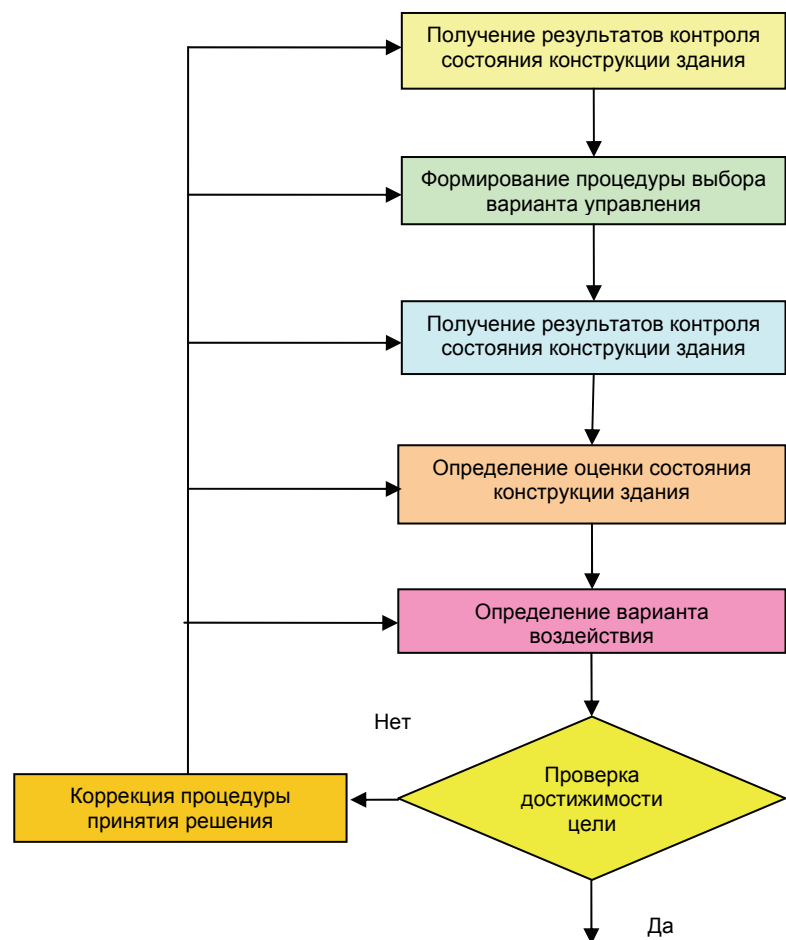 Получение результатов контроля
состояния конструкции здания
Формирование процедуры выбора
варианта управления
Получение результатов контроля
состояния конструкции здания
Определение оценки состояния
конструкции здания
Определение варианта
воздействия
Нет
Проверка
достижимости
цели
Коррекция процедуры
принятия решения
Да